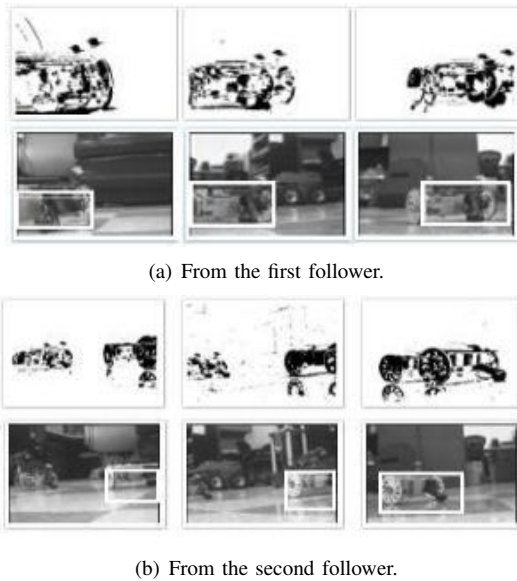 (a) From the first follower.
(b) From the second follower.